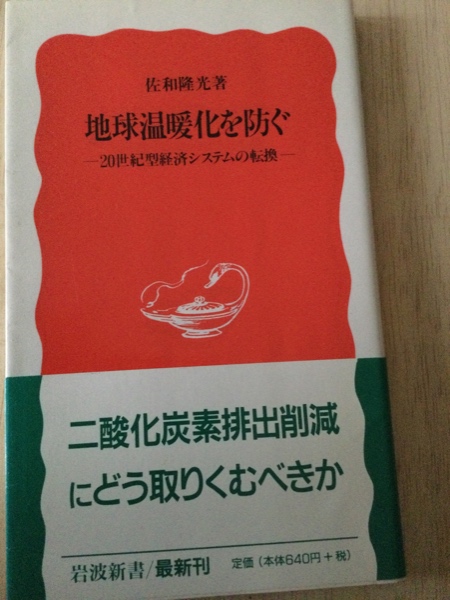 佐和隆光著
地球温暖化を防ぐ
―20世紀型経済システムの転換―
二酸化炭素排出削減
にどう取りくむべきか
岩波新書/最新刊 定価（本体640円＋税）